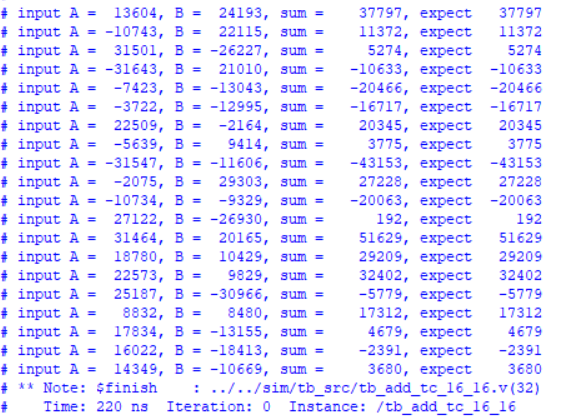 # input A =  13604, B =  24193, sum =    37797, expect   37797
# input A = -10743, B =  22115, sum =    11372, expect   11372
# input A =  31501, B = -26227, sum =     5274, expect    5274
# input A = -31643, B =  21010, sum =   -10633, expect  -10633
# input A =  -7423, B = -13043, sum =   -20466, expect  -20466
# input A =  -3722, B = -12995, sum =   -16717, expect  -16717
# input A =  22509, B =  -2164, sum =    20345, expect   20345
# input A =  -5639, B =   9414, sum =     3775, expect    3775
# input A = -31547, B = -11606, sum =   -43153, expect  -43153
# input A =  -2075, B =  29303, sum =    27228, expect   27228
# input A = -10734, B =  -9329, sum =   -20063, expect  -20063
# input A =  27122, B = -26930, sum =      192, expect     192
# input A =  31464, B =  20165, sum =    51629, expect   51629
# input A =  18780, B =  10429, sum =    29209, expect   29209
# input A =  22573, B =   9829, sum =    32402, expect   32402
# input A =  25187, B = -30966, sum =    -5779, expect   -5779
# input A =   8832, B =   8480, sum =    17312, expect   17312
# input A =  17834, B = -13155, sum =     4679, expect    4679
# input A =  16022, B = -18413, sum =    -2391, expect   -2391
# input A =  14349, B = -10669, sum =     3680, expect    3680
# ** Note: $finish    : ../../sim/tb_src/tb_add_tc_16_16.v(32)
#    Time: 220 ns  Iteration: 0  Instance: /tb_add_tc_16_16